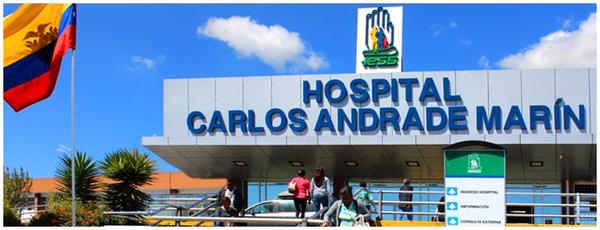 IESS
HOSPITAL
CARLOS ANDRADE MARÍN
INGRESO HOSPITAL
INFORMACIÓN
CONSULTA EXTERNA